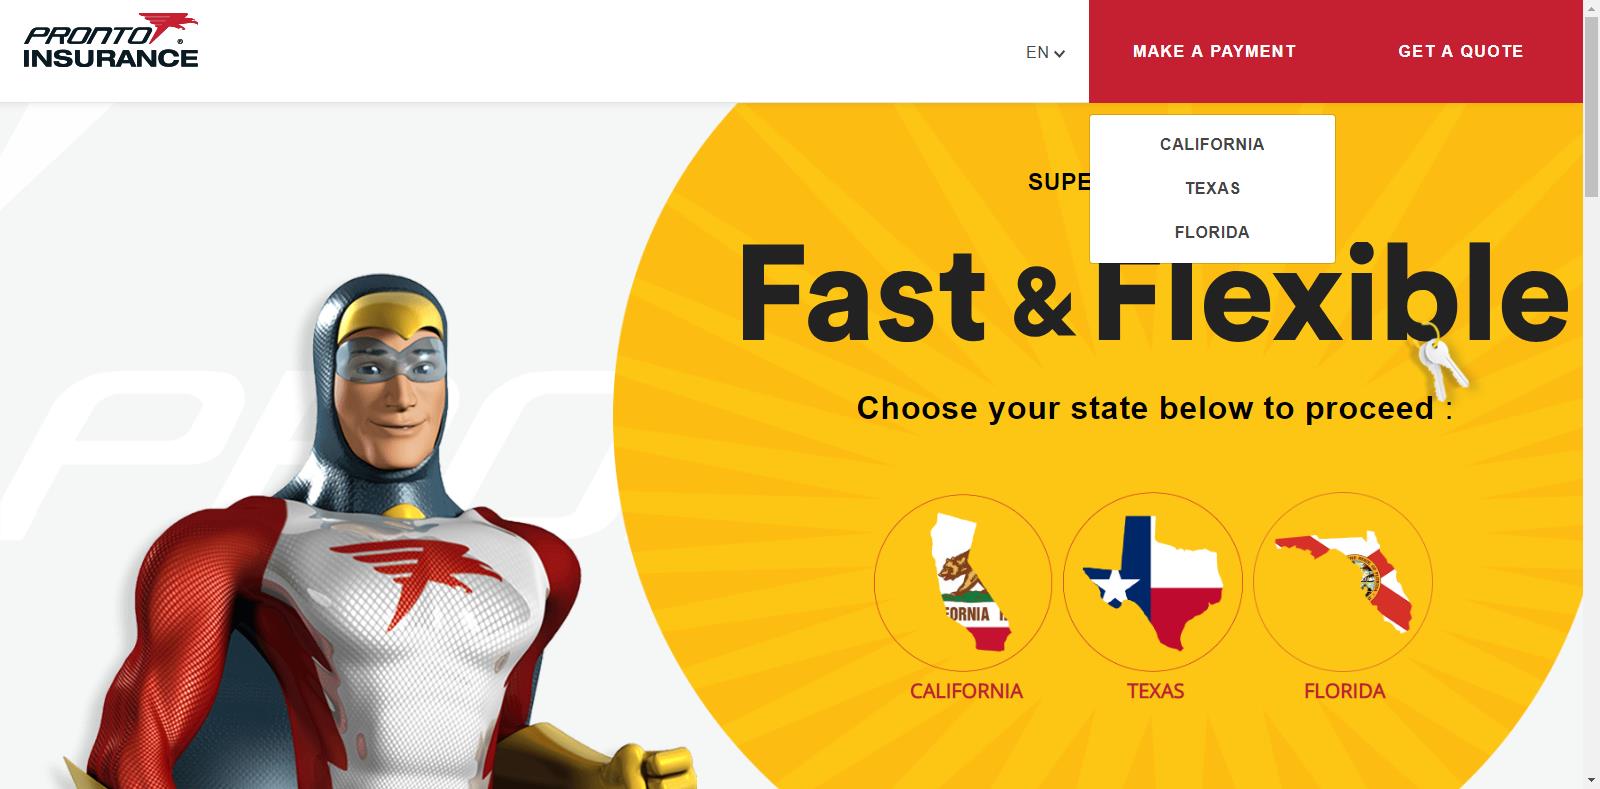 PRONTO
INSURANCE
EN
MAKE A PAYMENT
GET A QUOTE
CALIFORNIA
TEXAS
FLORIDA
Fast & Flexible
Choose your state below to proceed :
CALIFORNIA
TEXAS
FLORIDA